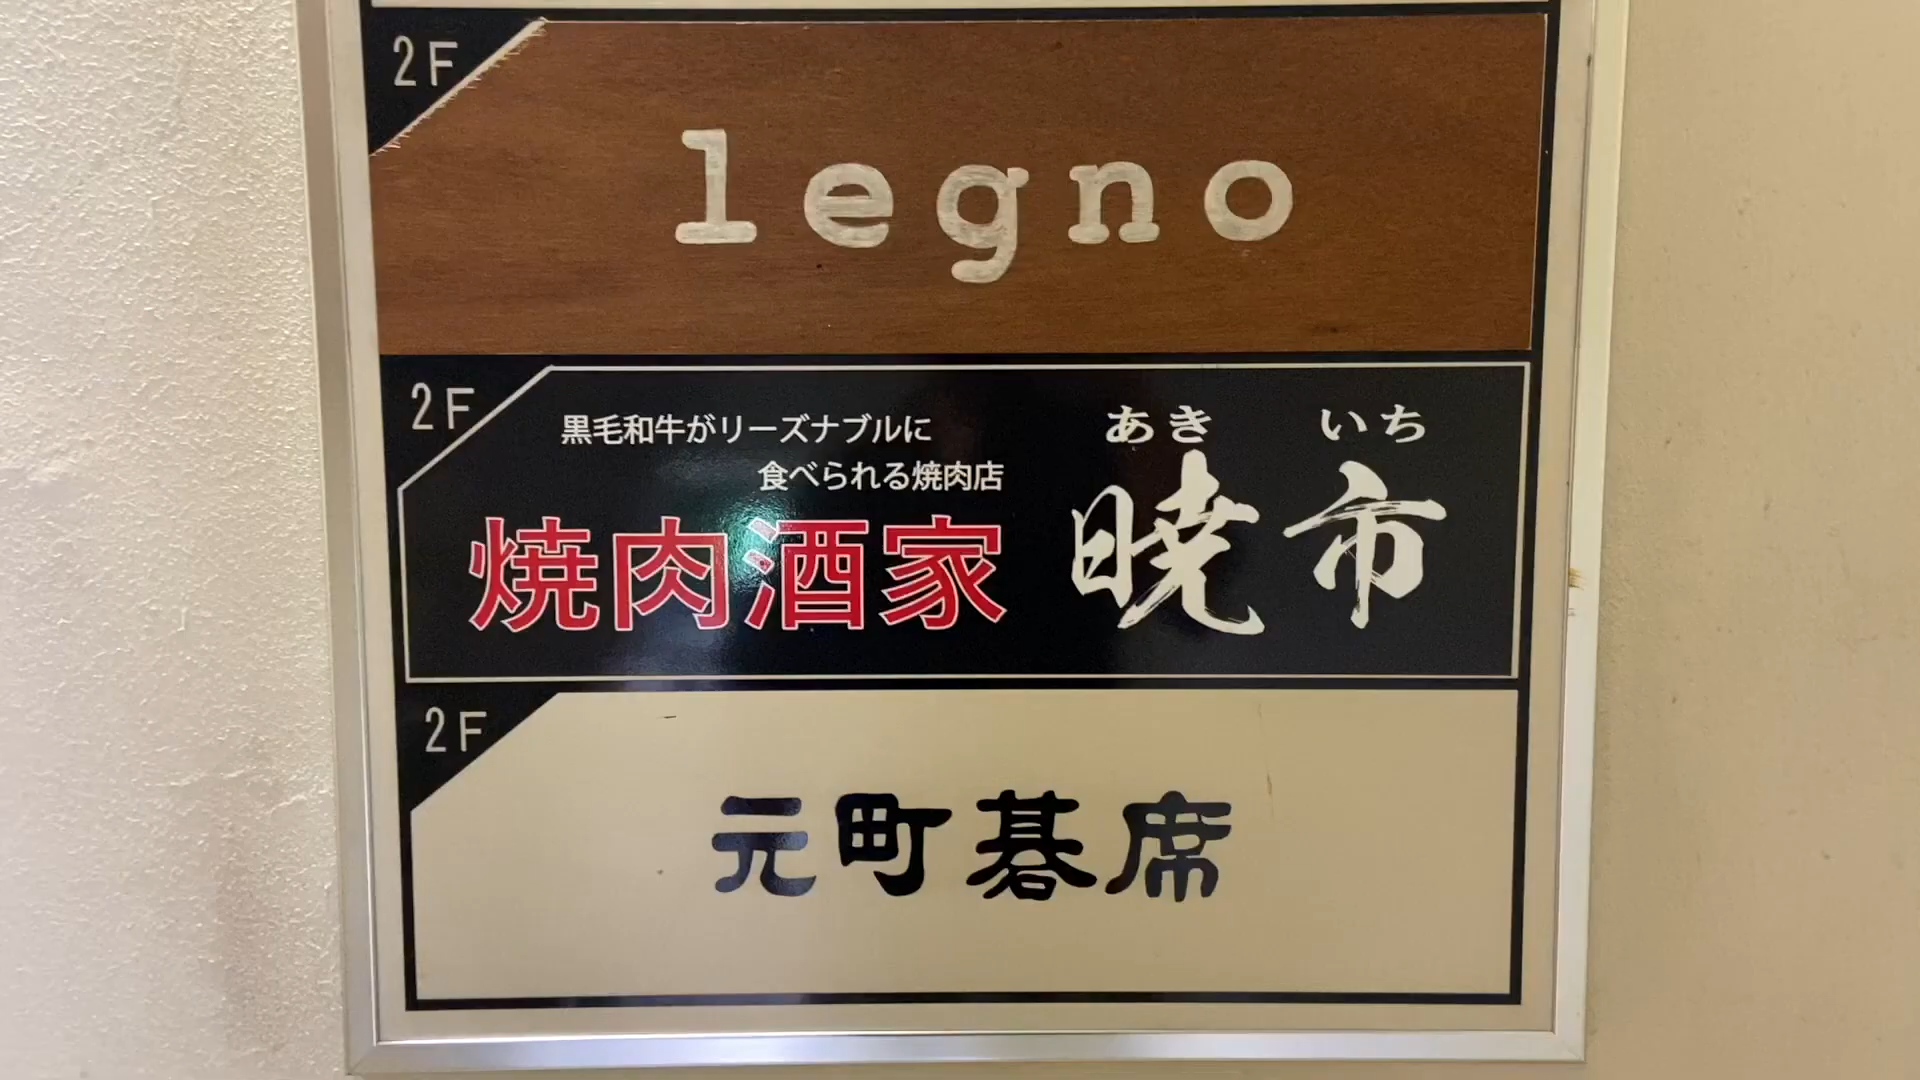 2F
legno
2F
黒毛和牛がリーズナブルに
食べられる焼肉店
焼肉酒家
あき いち
暁市
2F
元町碁席